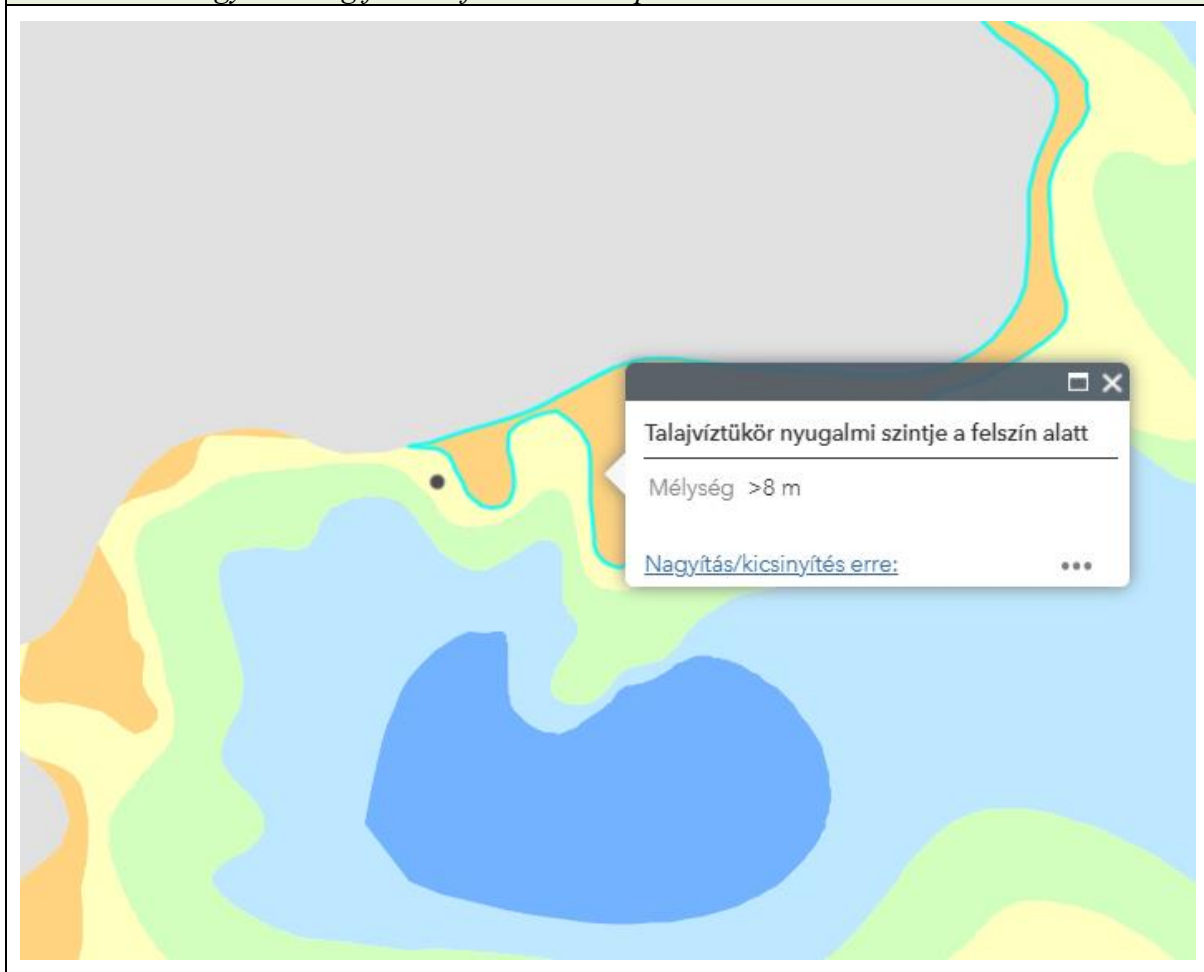 Talajvíztükör nyugalmi szintje a felszín alatt
Mélység >8 m
Nagyítás/kicsinyítés erre: